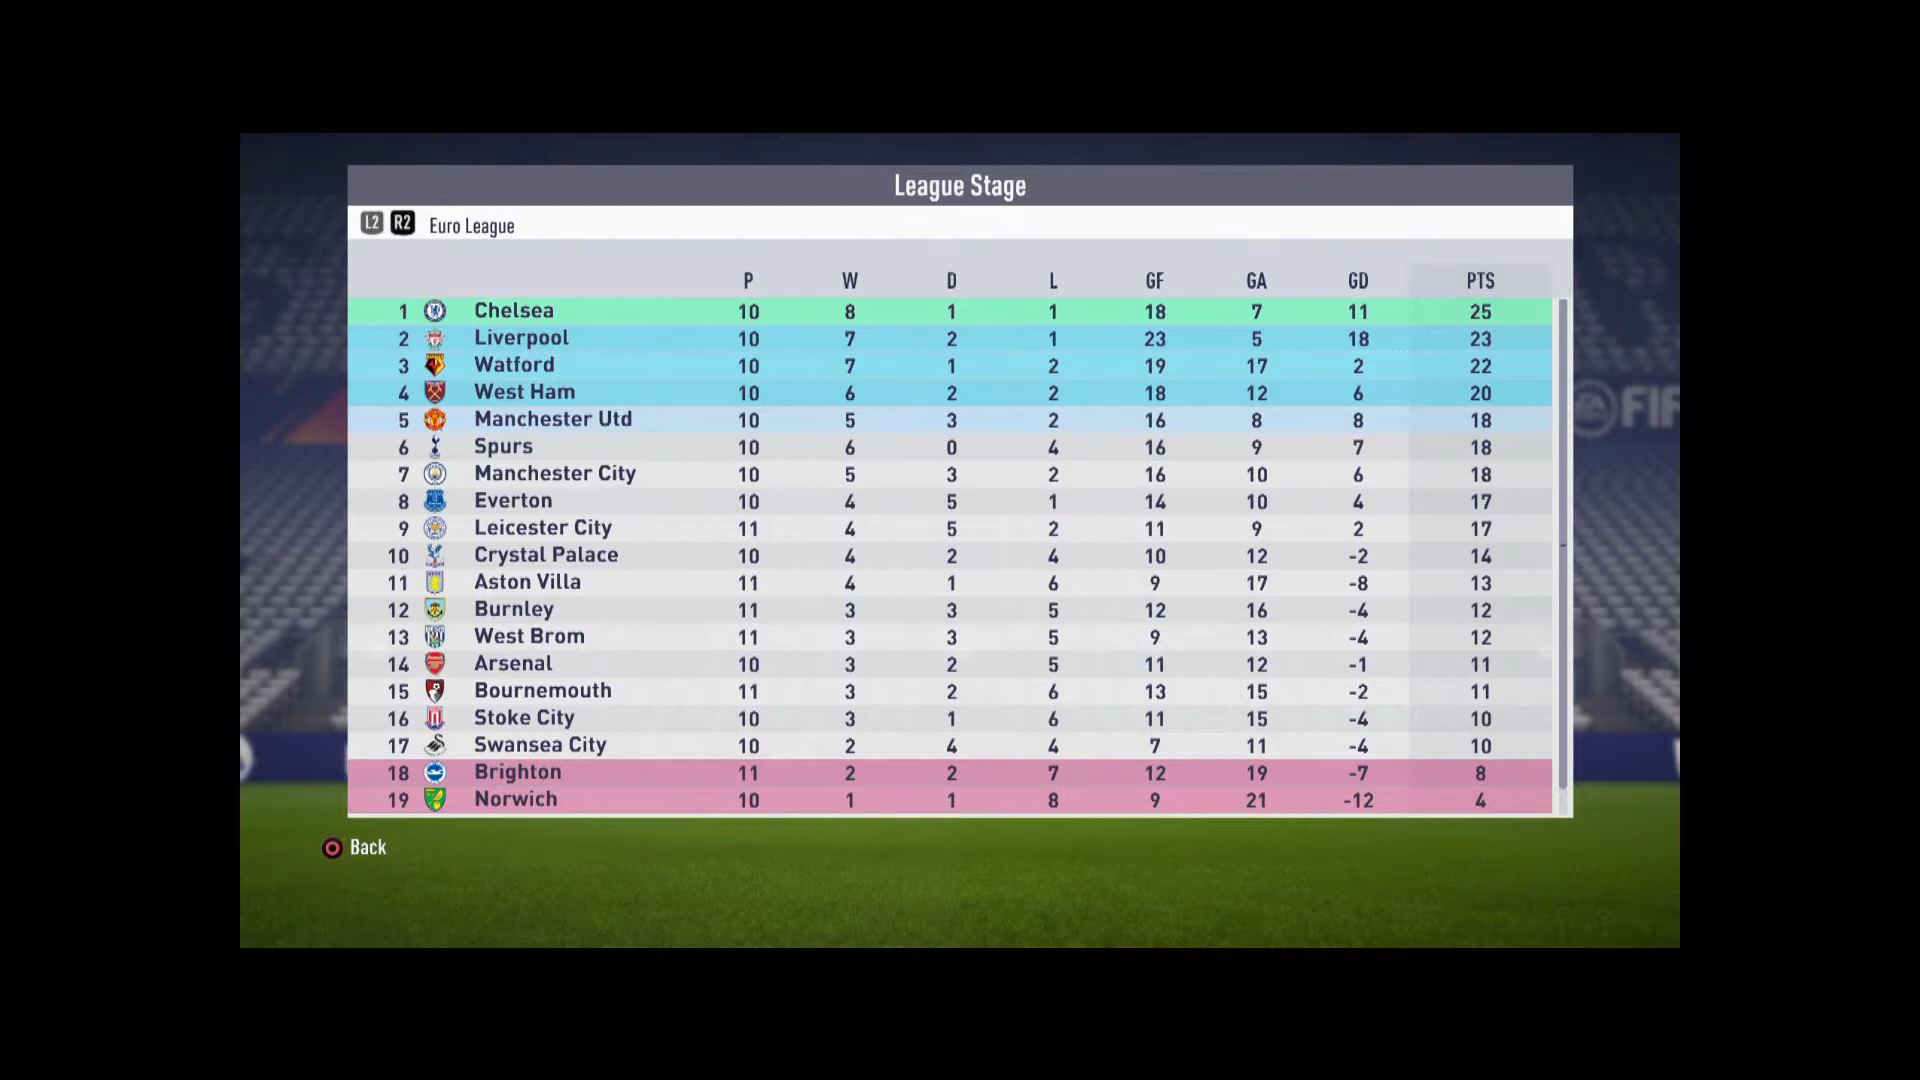 League Stage
L2 R2 Euro League
P W D L GF GA GD PTS
1 Chelsea 10 8 1 1 18 7 11 25
2 Liverpool 10 7 2 1 23 5 18 23
3 Watford 10 7 1 2 19 17 2 22
4 West Ham 10 6 2 2 18 12 6 20
5 Manchester Utd 10 5 3 2 16 8 8 18
6 Spurs 10 6 0 4 16 9 7 18
7 Manchester City 10 5 3 2 16 10 6 18
8 Everton 10 4 5 1 14 10 4 17
9 Leicester City 11 4 5 2 11 9 2 17
10 Crystal Palace 10 4 2 4 10 12 -2 14
11 Aston Villa 11 4 1 6 9 17 -8 13
12 Burnley 11 3 3 5 12 16 -4 12
13 West Brom 11 3 3 5 9 13 -4 12
14 Arsenal 10 3 2 5 11 12 -1 11
15 Bournemouth 11 3 2 6 13 15 -2 11
16 Stoke City 10 3 1 6 11 15 -4 10
17 Swansea City 10 2 4 4 7 11 -4 10
18 Brighton 11 2 2 7 12 19 -7 8
19 Norwich 10 1 1 8 9 21 -12 4
Back
EA FIF